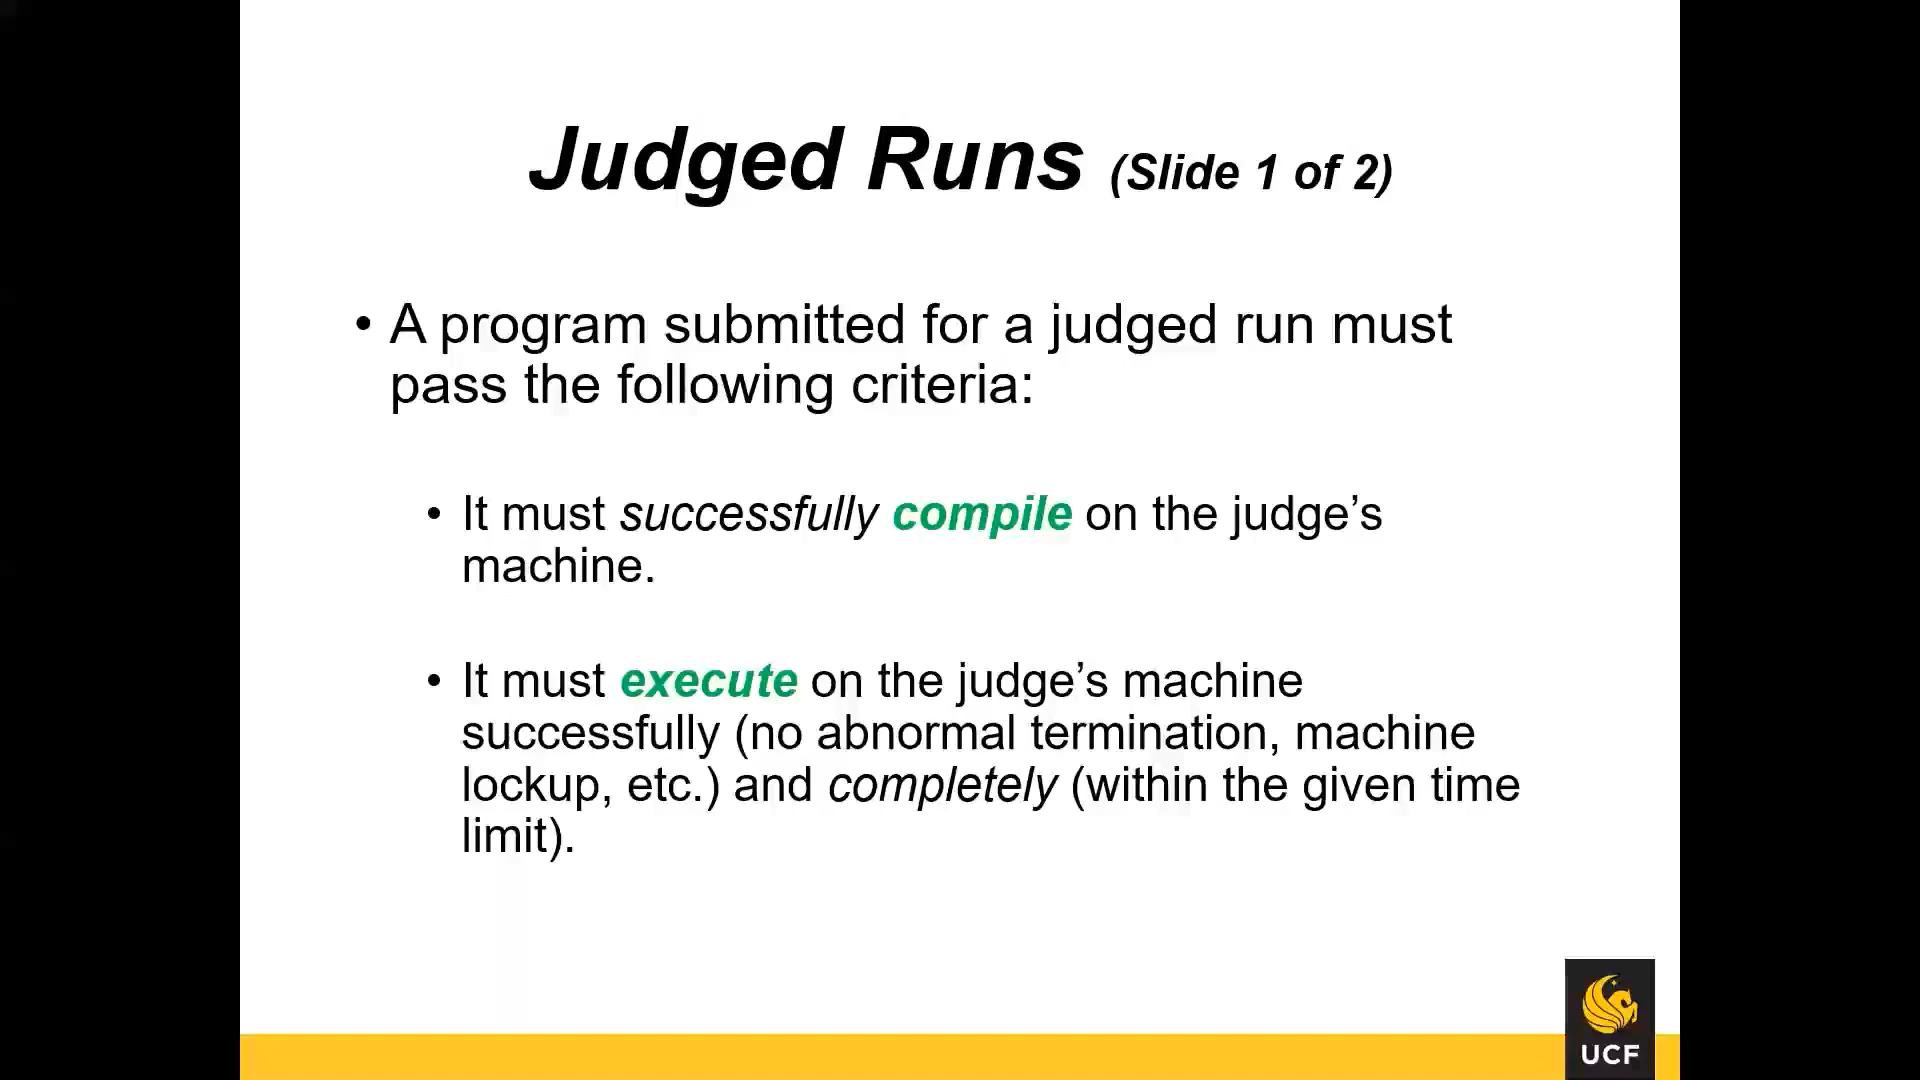 Judged Runs (Slide 1 of 2)
• A program submitted for a judged run must
pass the following criteria:
• It must successfully compile on the judge’s
machine.
• It must execute on the judge’s machine
successfully (no abnormal termination, machine
lockup, etc.) and completely (within the given time
limit).
UCF